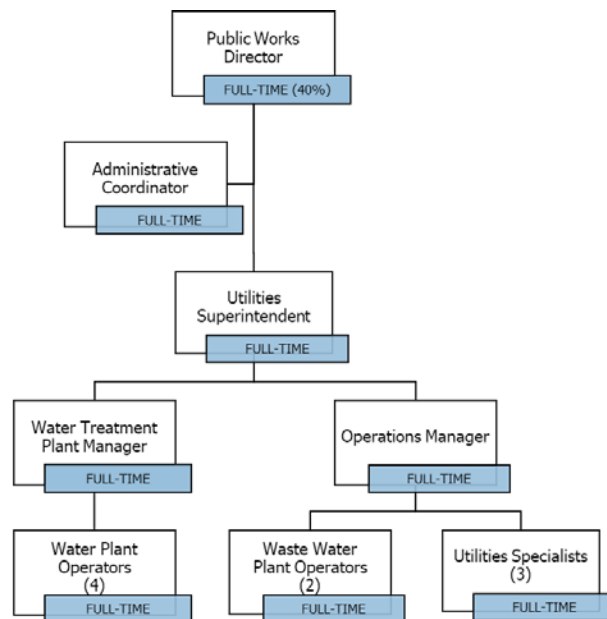 Public Works
Director
FULL-TIME (40%)
Administrative
Coordinator
FULL-TIME
Utilities
Superintendent
FULL-TIME
Water Treatment
Plant Manager
FULL-TIME
Operations Manager
FULL-TIME
Water Plant
Operators
(4)
FULL-TIME
Waste Water
Plant Operators
(2)
FULL-TIME
Utilities Specialists
(3)
FULL-TIME